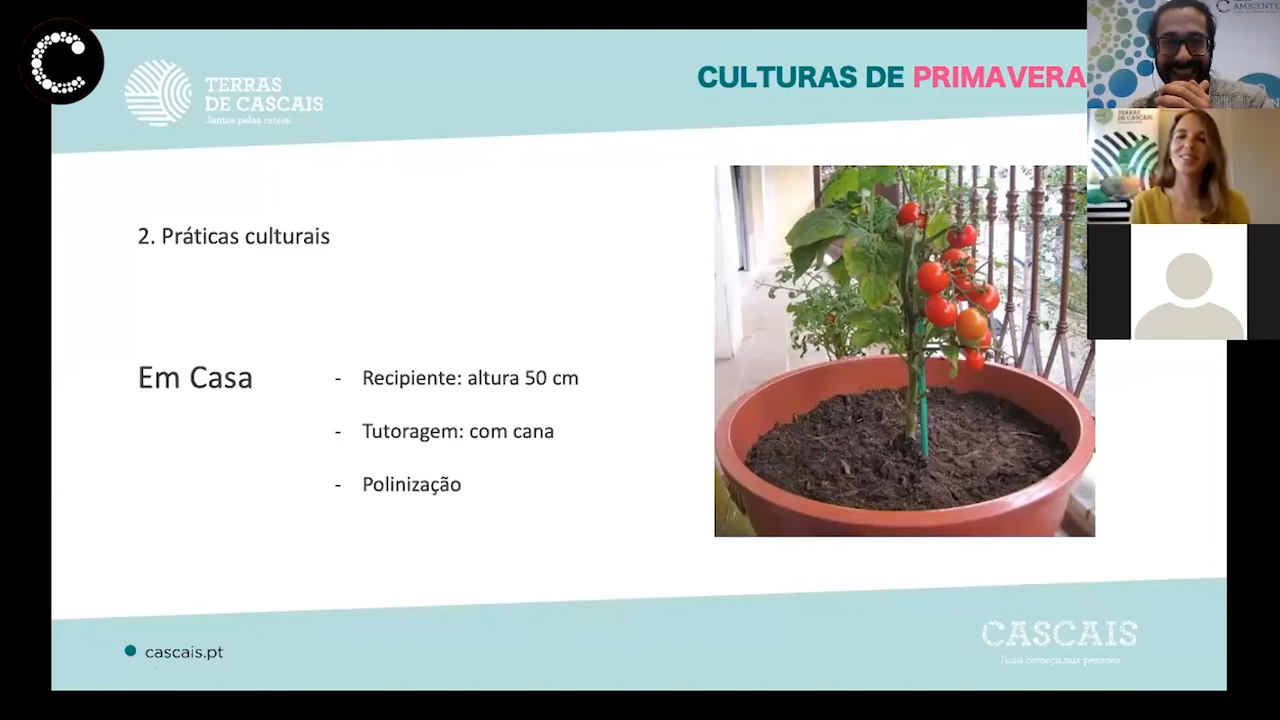 TERRAS
DE CASCAIS
Juntos pelas raízes
CULTURAS DE PRIMAVERA
AMBIENTE
TERRAS
DE CASCAIS
2. Práticas culturais
Em Casa
- Recipiente: altura 50 cm
- Tutoragem: com cana
- Polinização
cascais.pt
CASCAIS
Tudo começa nas pessoas